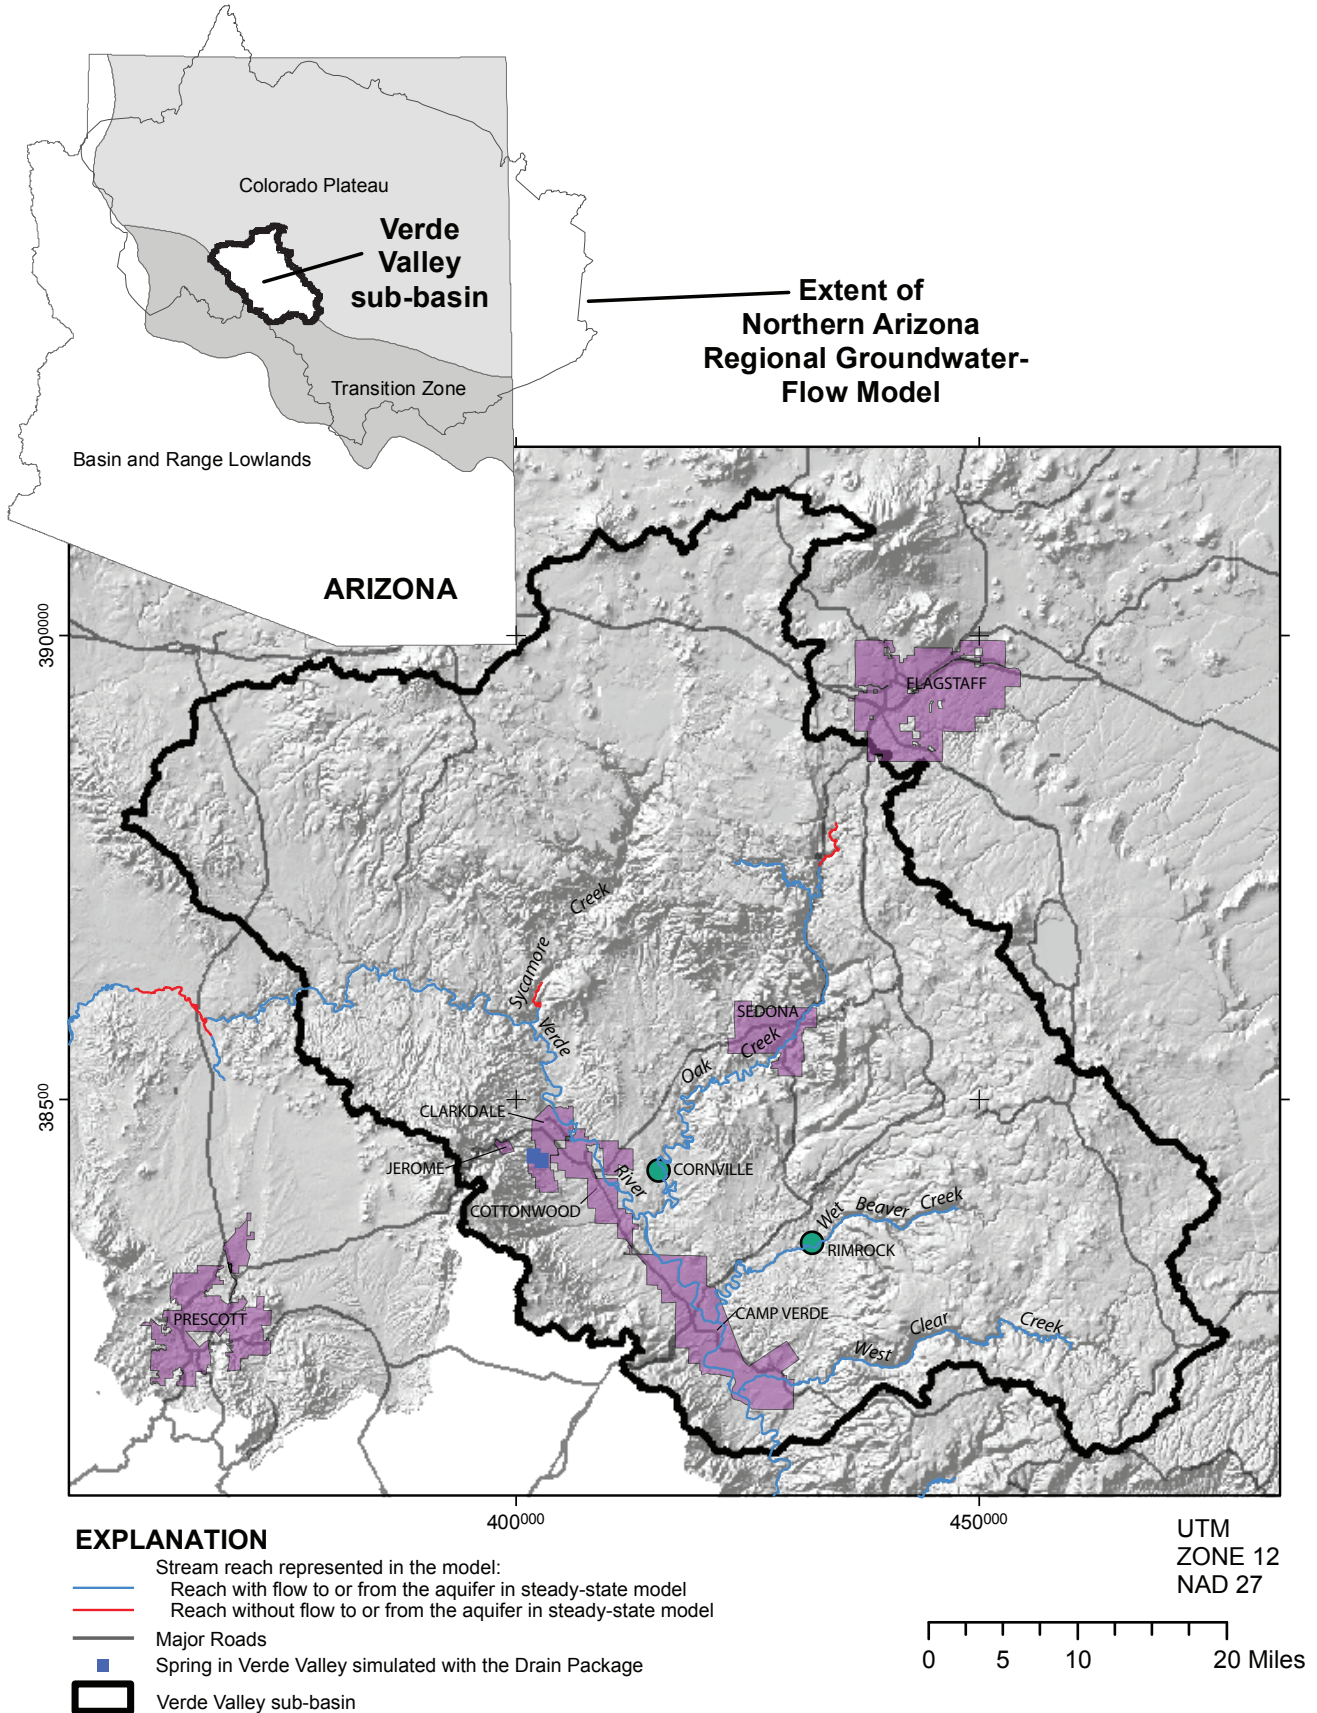 Colorado Plateau
Verde
Valley
sub-basin
Extent of
Northern Arizona
Regional Groundwater-
Flow Model
Transition Zone
Basin and Range Lowlands
ARIZONA
3900000
FLAGSTAFF
Creek
Sycamore
Verde
SEDONA
Creek
Oak
38500
CLARKDALE
JEROME
River
CORNVILLE
COTTONWOOD
Wet Beaver Creek
RIMROCK
CAMP VERDE
PRESCOTT
West Clear Creek
400000
450000
UTM
ZONE 12
NAD 27
EXPLANATION
Stream reach represented in the model:
Reach with flow to or from the aquifer in steady-state model
Reach without flow to or from the aquifer in steady-state model
Major Roads
Spring in Verde Valley simulated with the Drain Package
Verde Valley sub-basin
0 5 10 20 Miles